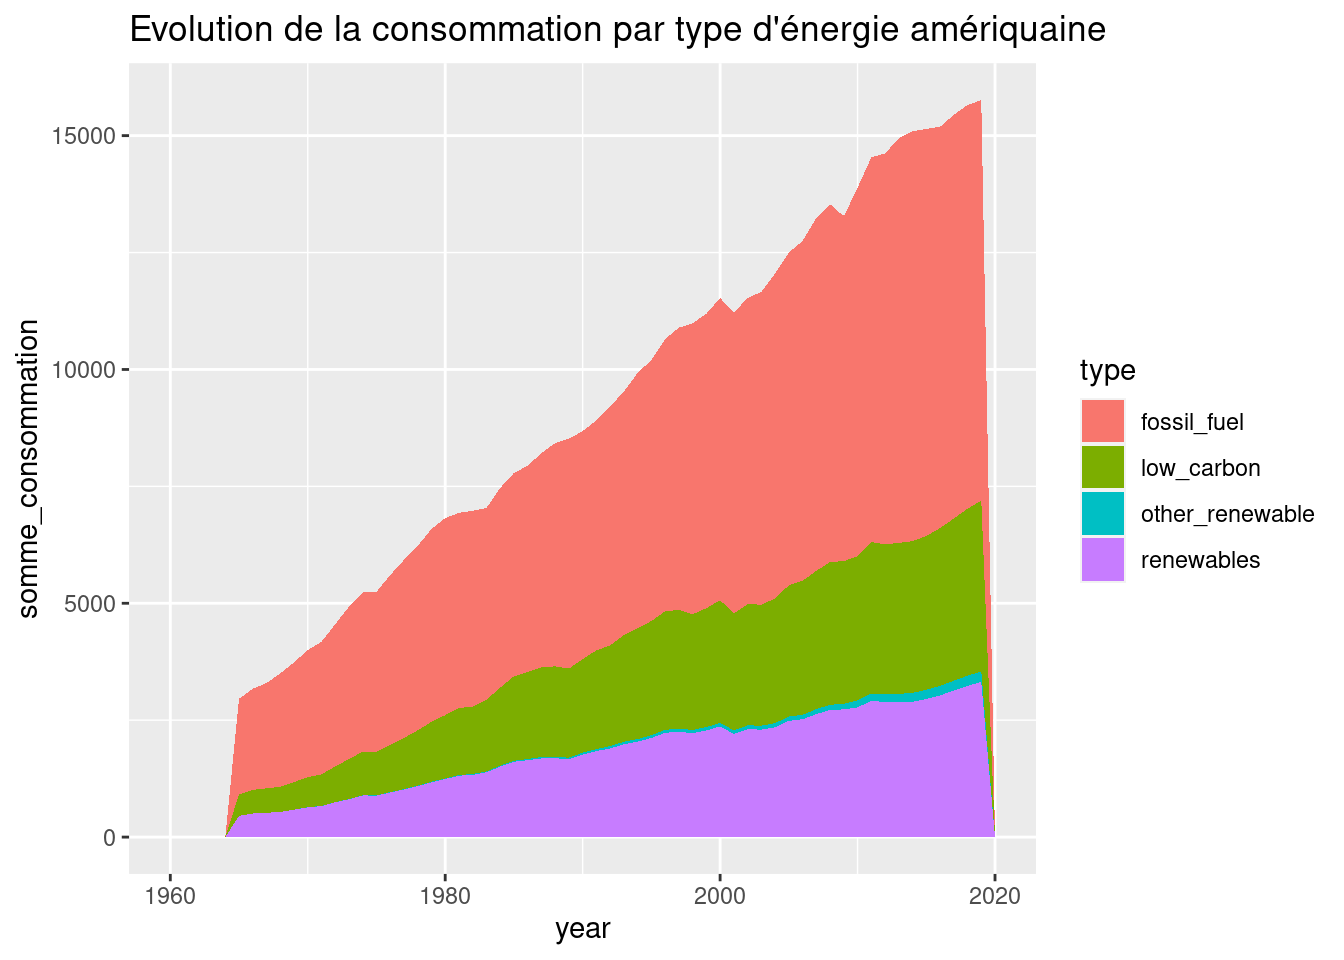 Evolution de la consommation par type d'énergie amériquaine
somme_consommation
15000
10000
5000
0
1960
1980
2000
2020
year
type
fossil_fuel
low_carbon
other_renewable
renewables